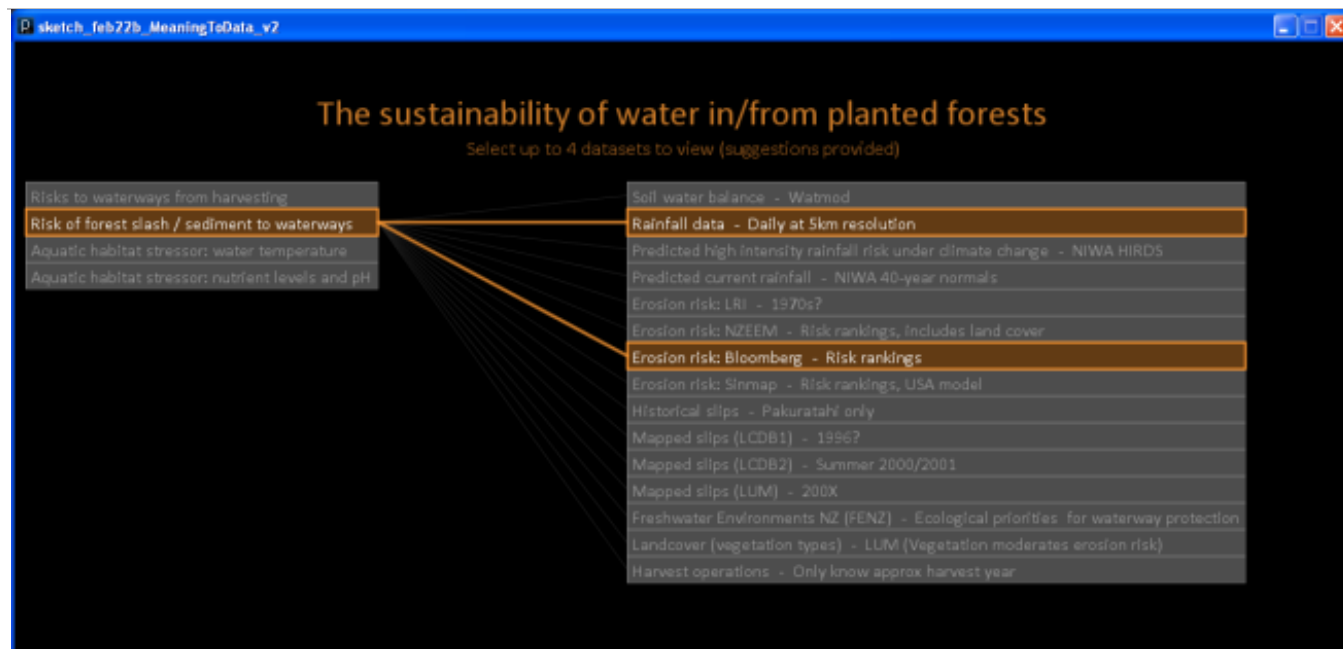 sketch_feb22b_MeaningToData_v2
The sustainability of water in/from planted forests
Select up to 4 datasets to view (suggestions provided)
Risks to waterways from harvesting
Risk of forest slash / sediment to waterways
Aquatic habitat stressor: water temperature
Aquatic habitat stressor: nutrient levels and pH
Soil water balance - Watmod
Rainfall data - Daily at 5km resolution
Predicted high intensity rainfall risk under climate change - NIWA HIRDS
Predicted current rainfall - NIWA 40-year normals
Erosion risk: LRI - 1970s?
Erosion risk: NZEEM - Risk rankings, includes land cover
Erosion risk: Bloomberg - Risk rankings
Erosion risk: Sinmap - Risk rankings, USA model
Historical slips - Pakuratahi only
Mapped slips (LCDB1) - 1996?
Mapped slips (LCDB2) - Summer 2000/2001
Mapped slips (LUM) - 200X
Freshwater Environments NZ (FENZ) - Ecological priorities for waterway protection
Landcover (vegetation types) - LUM (Vegetation moderates erosion risk)
Harvest operations - Only know approx harvest year